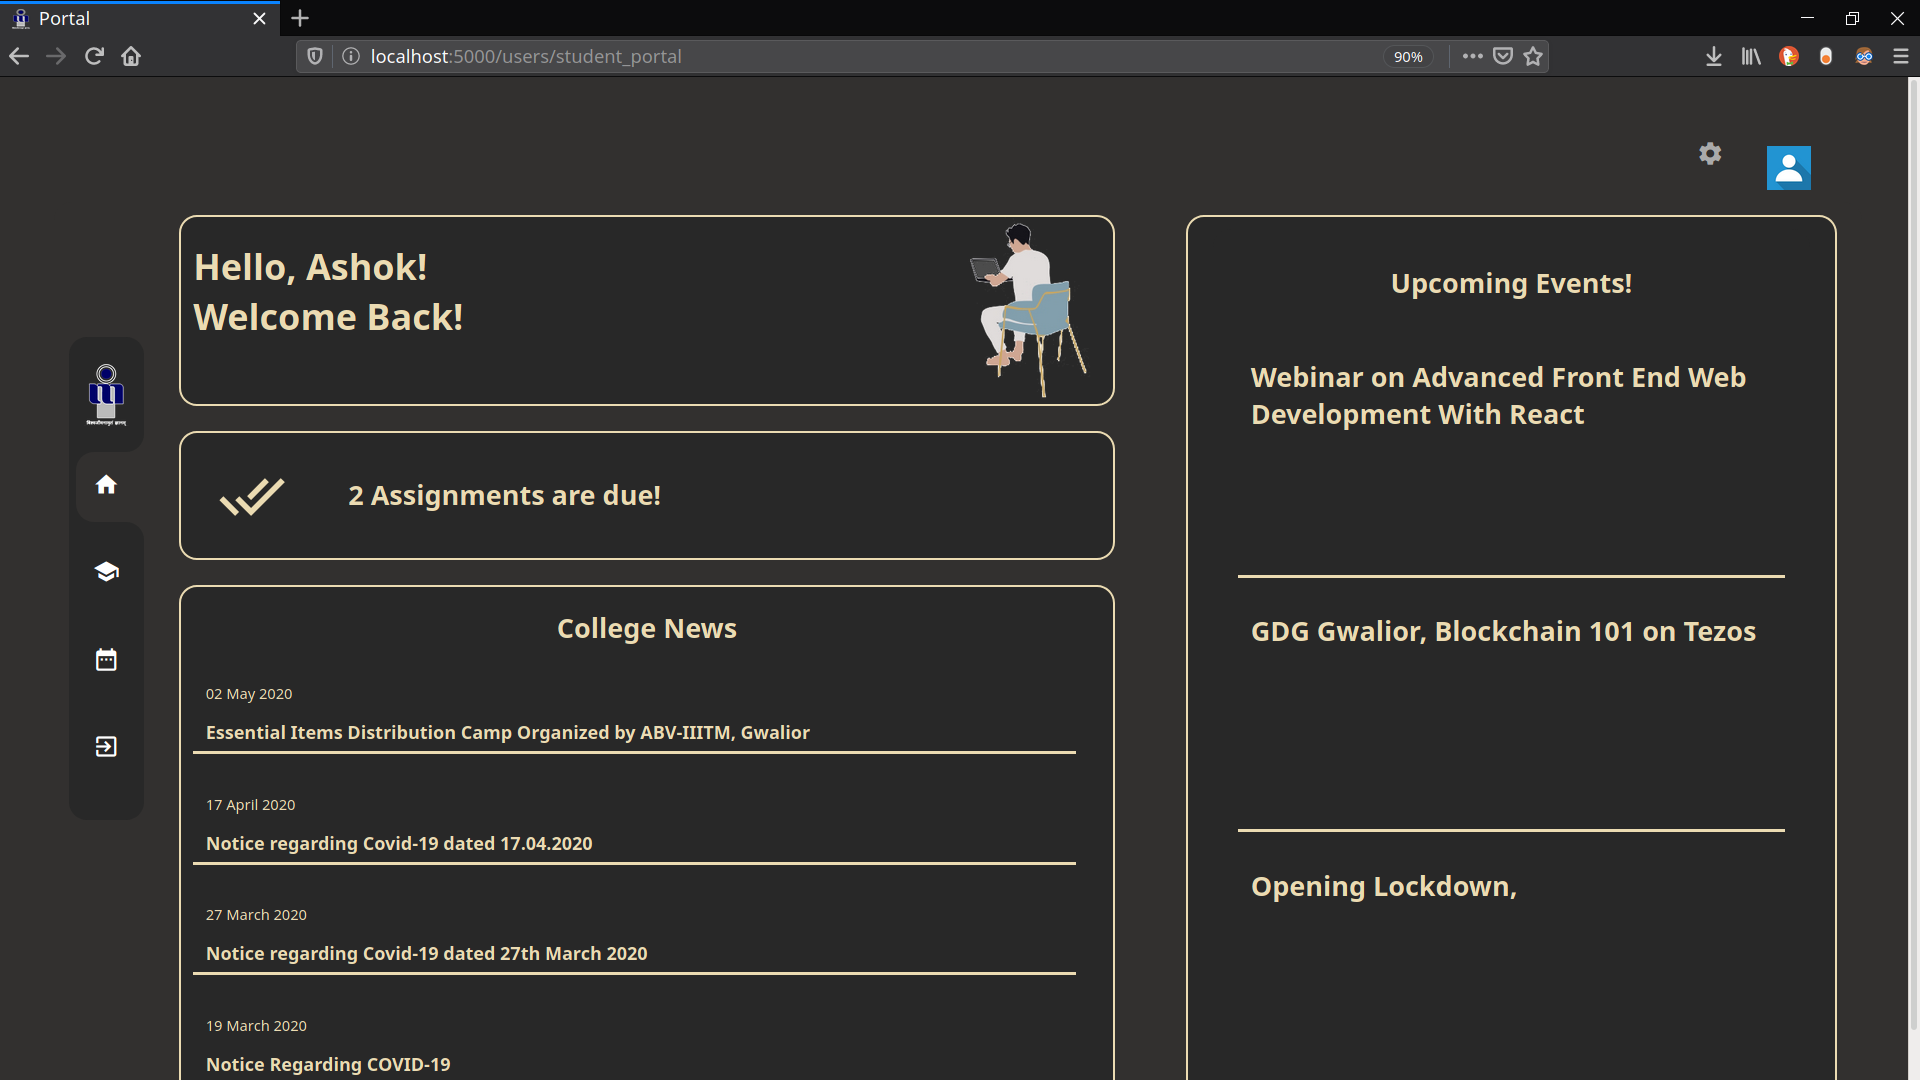 Portal
localhost:5000/users/student_portal
90%
Hello, Ashok!
Welcome Back!
2 Assignments are due!
College News
02 May 2020
Essential Items Distribution Camp Organized by ABV-IIITM, Gwalior
17 April 2020
Notice regarding Covid-19 dated 17.04.2020
27 March 2020
Notice regarding Covid-19 dated 27th March 2020
19 March 2020
Notice Regarding COVID-19
Upcoming Events!
Webinar on Advanced Front End Web
Development With React
GDG Gwalior, Blockchain 101 on Tezos
Opening Lockdown,